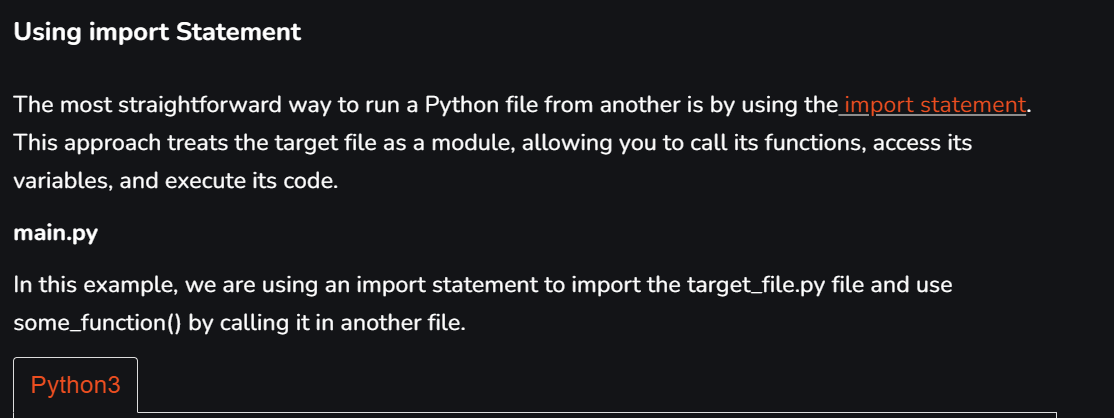 Using import Statement
The most straightforward way to run a Python file from another is by using the import statement.
This approach treats the target file as a module, allowing you to call its functions, access its
variables, and execute its code.
main.py
In this example, we are using an import statement to import the target_file.py file and use
some_function() by calling it in another file.
Python3